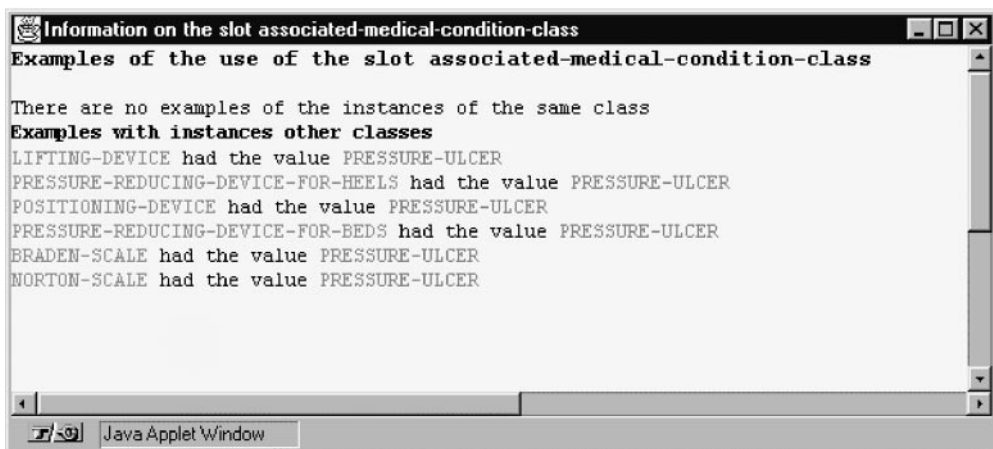 Information on the slot associated-medical-condition-class
Examples of the use of the slot associated-medical-condition-class
There are no examples of the instances of the same class
Examples with instances other classes
LIFTING-DEVICE had the value PRESSURE-ULCER
PRESSURE-REDUCING-DEVICE-FOR-HEELS had the value PRESSURE-ULCER
POSITIONING-DEVICE had the value PRESSURE-ULCER
PRESSURE-REDUCING-DEVICE-FOR-BEDS had the value PRESSURE-ULCER
BRADEN-SCALE had the value PRESSURE-ULCER
NORTON-SCALE had the value PRESSURE-ULCER
Java Applet Window